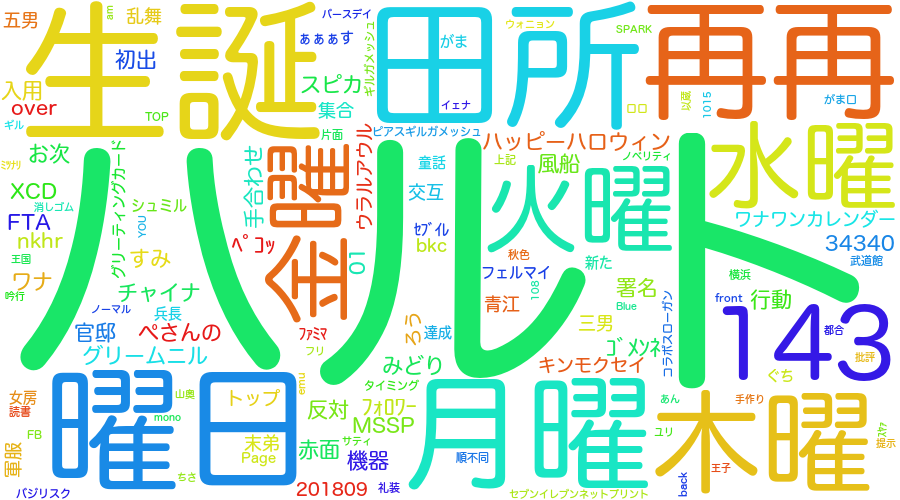 生誕
田所
再再
ハハルト
水曜
火曜
金曜
曜日
月曜
木曜
143
五男
am
乱舞
バースデイ
ぁぁぁす
初出
入用
over
TOP
ギル
スピカ
集合
片面
ギルガメッシュ
がま
イェナ
ウォニョン
SPARK
ロロ
以蔵
1015
がま口
ピアスギルガメッシュ
ハッピーハロウィン
上記
風船
ノベリティ
童話
交互
お次
XCD
消しゴム
FTA
nkhr
王国
ワナ
吟行
グリーティングカード
シュミル
YOU
すみ
チャイナ
ノーマル
兵長
官邸
ぺさんの
グリームニル
手合わせ
ウラルアウル
ペコッ
01
セブイル
bkc
秋色
フェルマイ
新た
108
青江
署名
Blue
三男
コラボスローガン
ゴメンネ
キンモクセイ
ワナワンカレンダー
34340
武道館
横浜
front
行動
都合
批評
ぐち
ファミマ
フリ
ろう
達成
みどり
タイミング
フォロワー
MSSP
反対
emu
トップ
山奥
mono
末弟
Page
赤面
サティ
機器
201809
礼装
ちさ
女房
読書
FB
軍服
バジリスク
順不同
セブンイレブンネットプリント
あん
ユリ
手作り
back
王子
提示